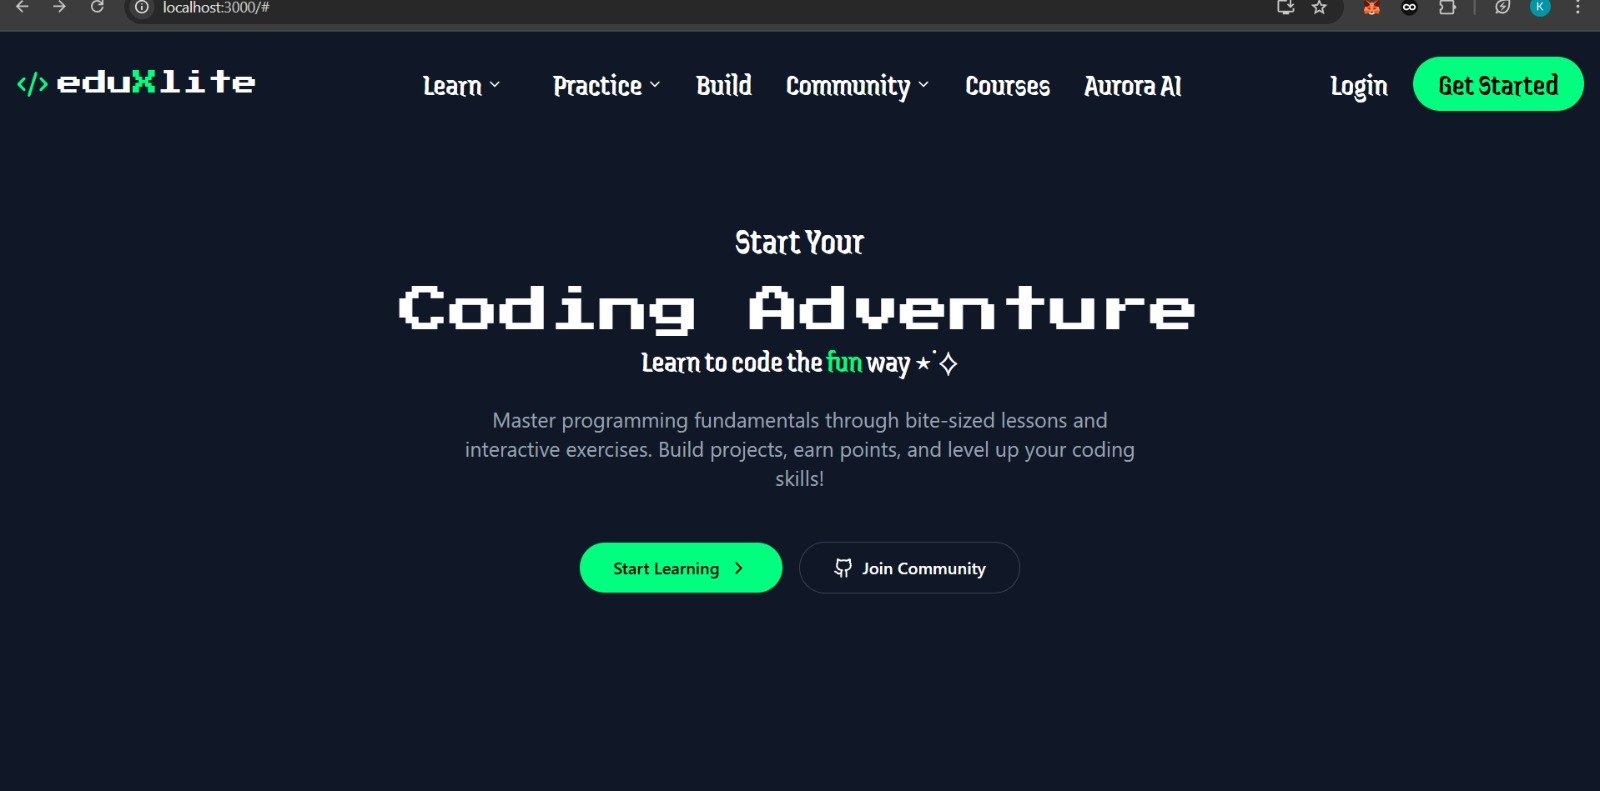 localhost:3000/#
K
</> eduXlite
Learn Practice Build Community Courses Aurora AI Login Get Started
Start Your
Coding Adventure
Learn to code the fun way ⋆˙✧
Master programming fundamentals through bite-sized lessons and
interactive exercises. Build projects, earn points, and level up your coding
skills!
Start Learning
Join Community